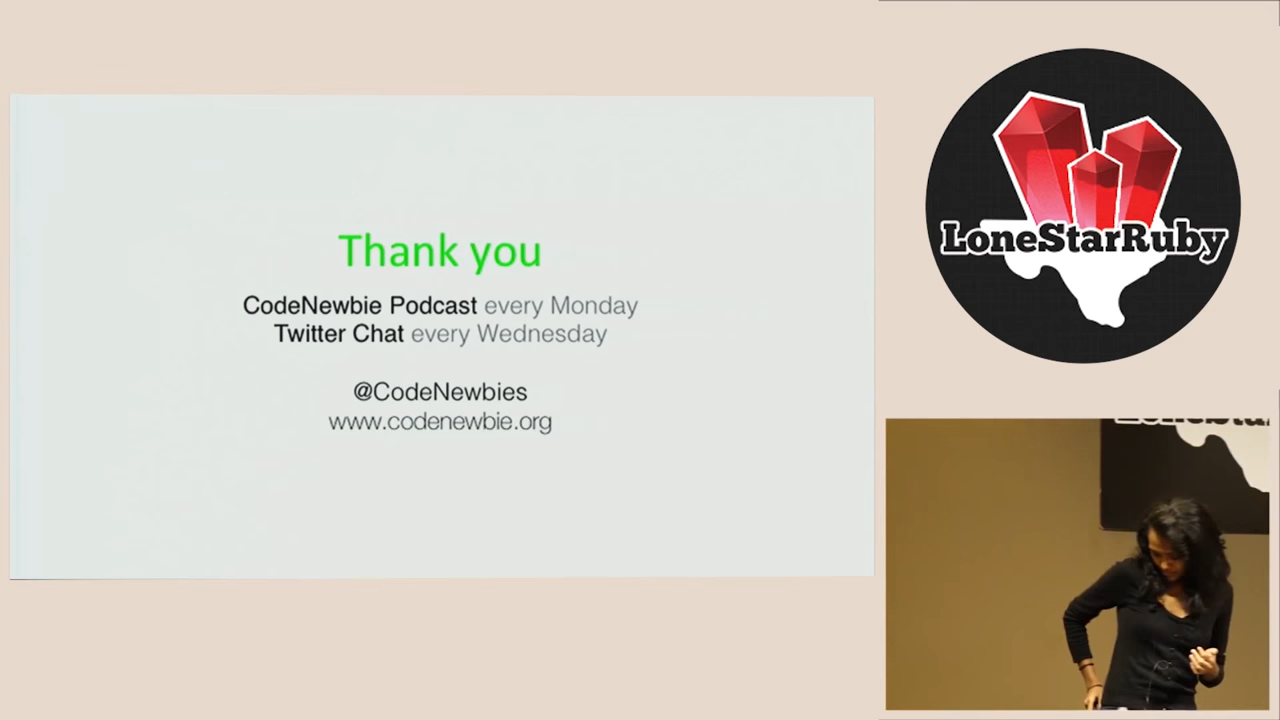 Thank you
CodeNewbie Podcast every Monday
Twitter Chat every Wednesday
@CodeNewbies
www.codenewbie.org
LoneStarRuby